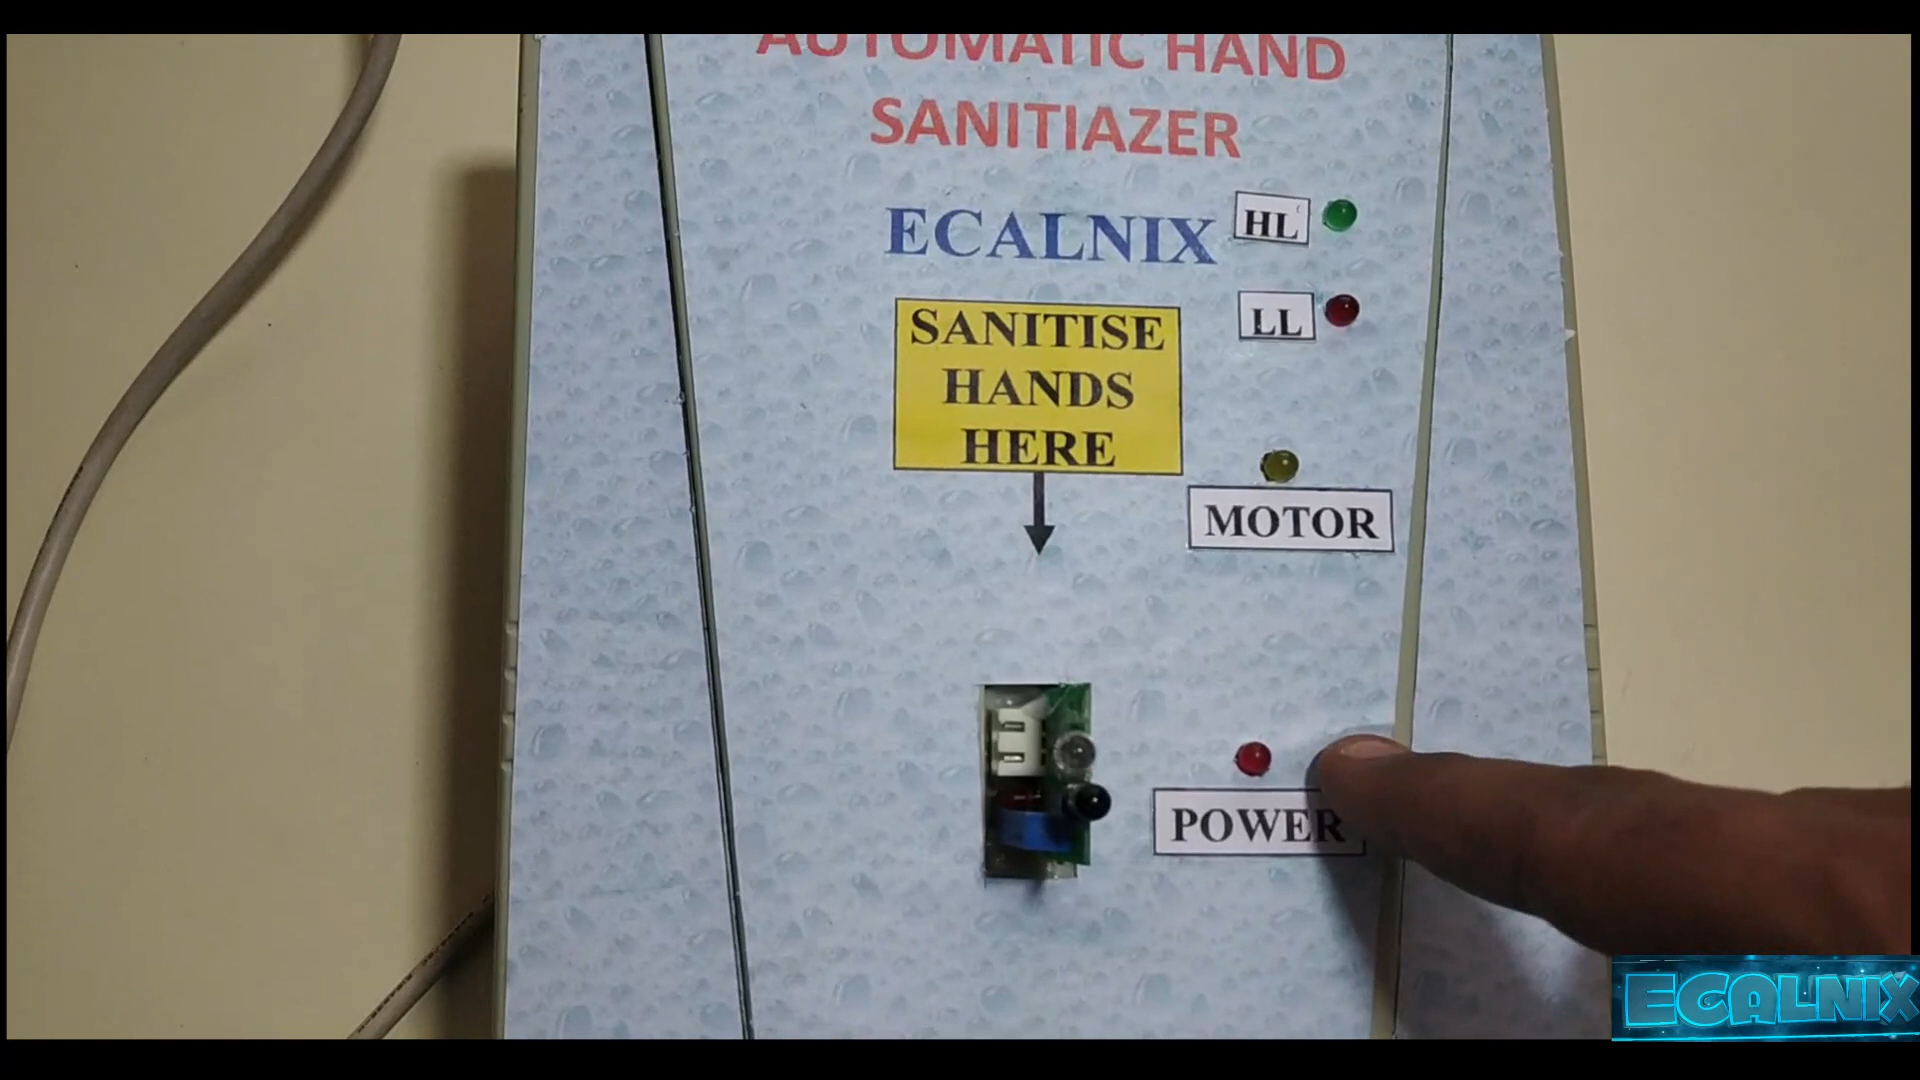 AUTOMATIC HAND
SANITIAZER
ECALNIX
HL
LL
SANITISE
HANDS
HERE
MOTOR
POWER
ECALNIX